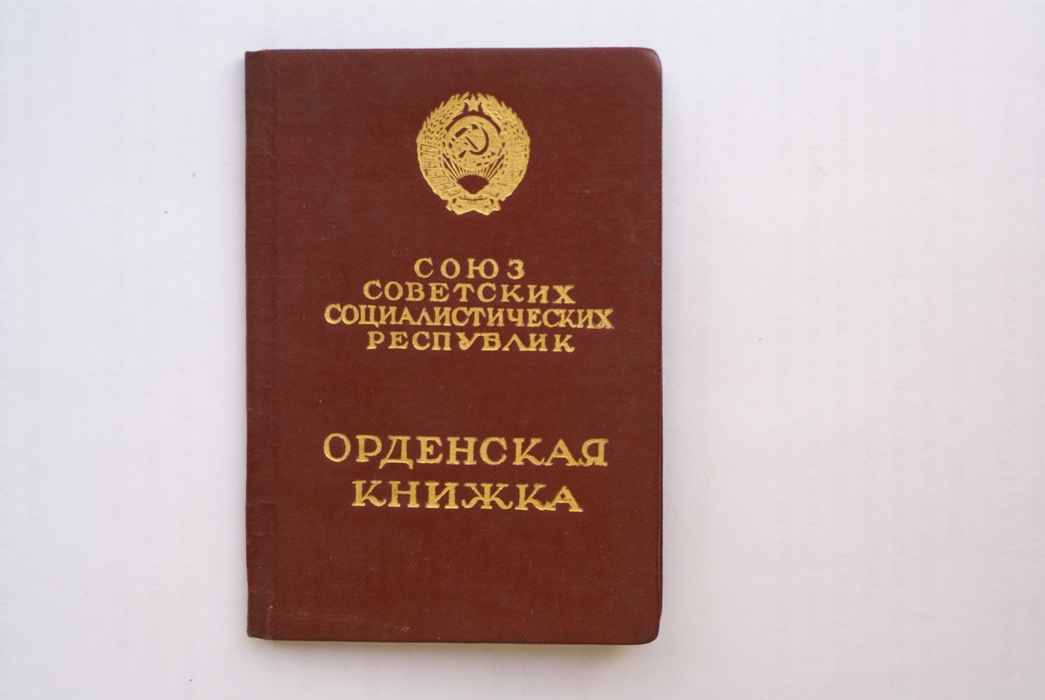 СОЮЗ
СОВЕТСКИХ
СОЦИАЛИСТИЧЕСКИХ
РЕСПУБЛИК
ОРДЕНСКАЯ
КНИЖКА